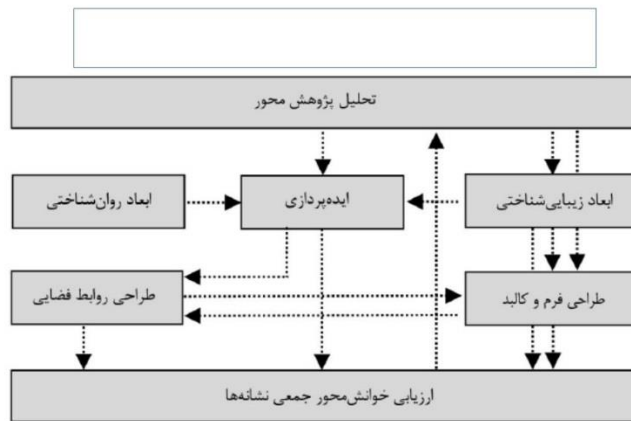 تحلیل پژوهش محور
ابعاد روان‌شناختی
ایده‌پردازی
ابعاد زیبایی‌شناختی
طراحی روابط فضایی
طراحی فرم و کالبد
ارزیابی خوانش‌محور جمعی نشانه‌ها